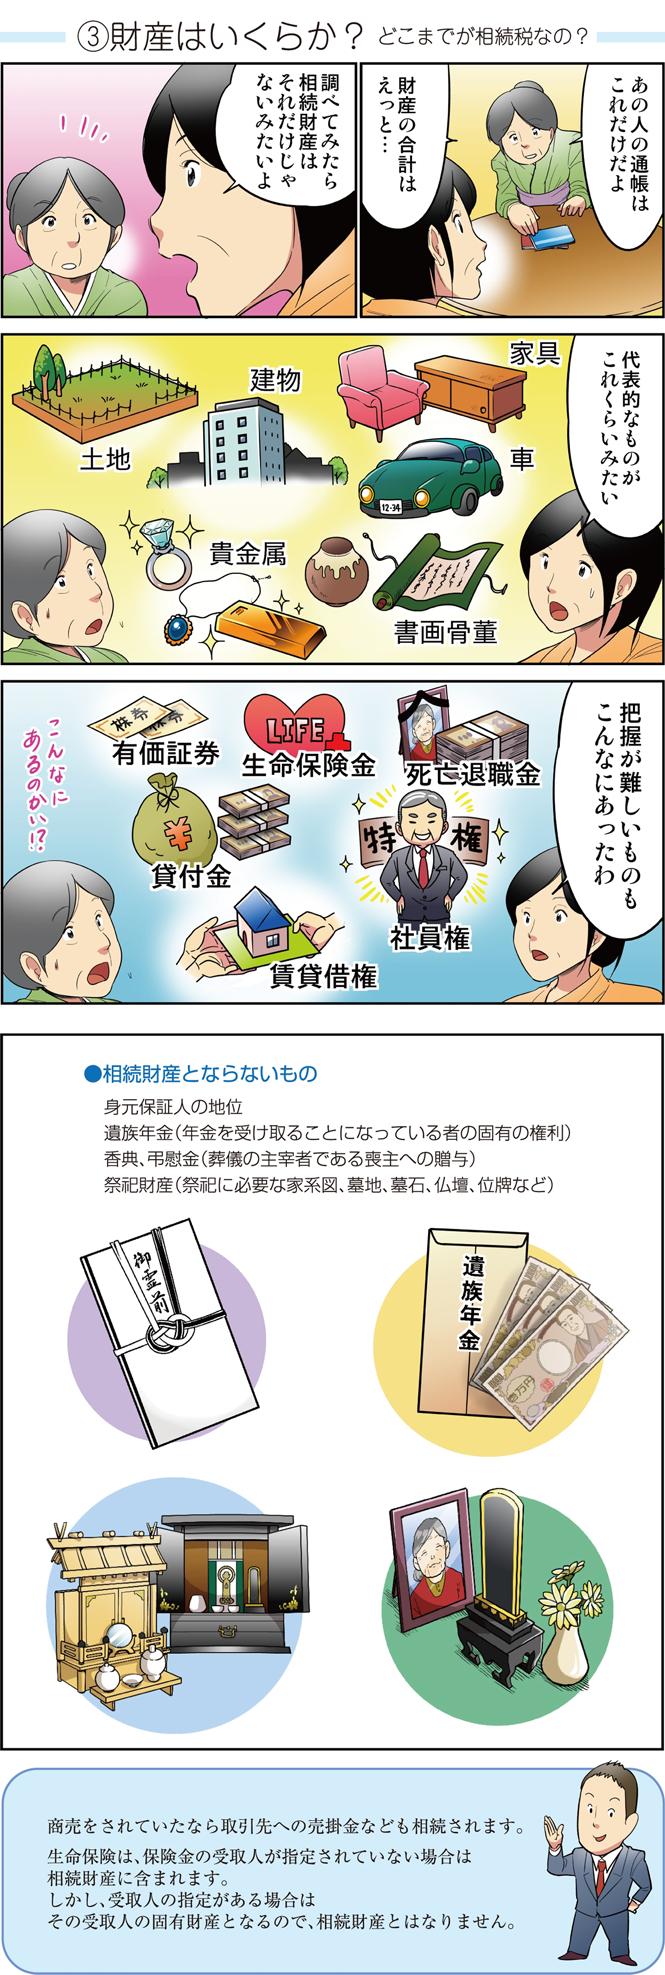 ③財産はいくらか？ どこまでが相続税なの？
あの人の通帳は
これだけだよ
財産の合計は
えっと…
調べてみたら
相続財産は
それだけじゃ
ないみたいよ
代表的なものが
これくらいみたい
家具
建物
土地
車
12-34
貴金属
書画骨董
把握が難しいものも
こんなにあったわ
株券
株券
有価証券
LIFE
生命保険金
死亡退職金
こんなに
あるのかい!?
¥
貸付金
特権
社員権
賃貸借権
●相続財産とならないもの
身元保証人の地位
遺族年金（年金を受け取ることになっている者の固有の権利）
香典、弔慰金（葬儀の主宰者である喪主への贈与）
祭祀財産（祭祀に必要な家系図、墓地、墓石、仏壇、位牌など）
御霊前
遺族年金
壱万円
商売をされていたなら取引先への売掛金なども相続されます。
生命保険は、保険金の受取人が指定されていない場合は
相続財産に含まれます。
しかし、受取人の指定がある場合は
その受取人の固有財産となるので、相続財産とはなりません。